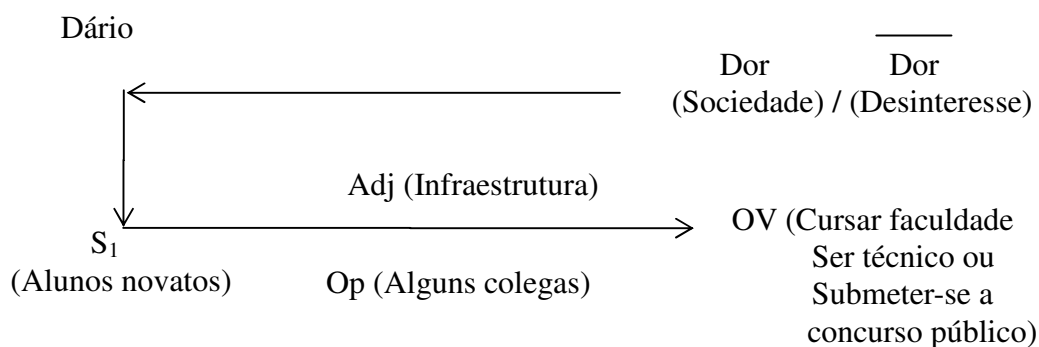 Dário
Dor Dor
(Sociedade) / (Desinteresse)
Adj (Infraestrutura)
S1
(Alunos novatos)
Op (Alguns colegas)
OV (Cursar faculdade
Ser técnico ou
Submeter-se a
concurso público)